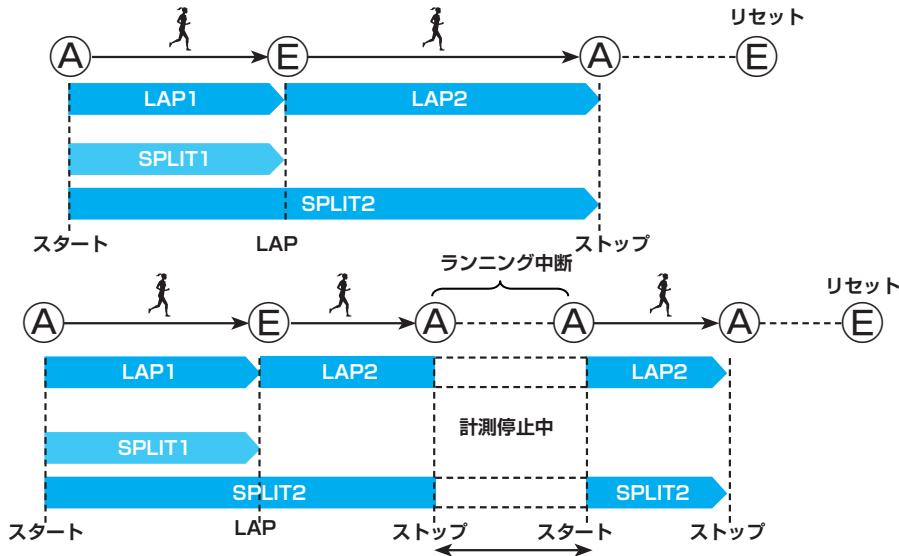 リセット
A E A E
LAP1 LAP2
SPLIT1
SPLIT2
スタート LAP ストップ
ランニング中断
リセット
A E A A A E
LAP1 LAP2 LAP2
計測停止中
SPLIT1
SPLIT2 SPLIT2
スタート LAP ストップ スタート ストップ